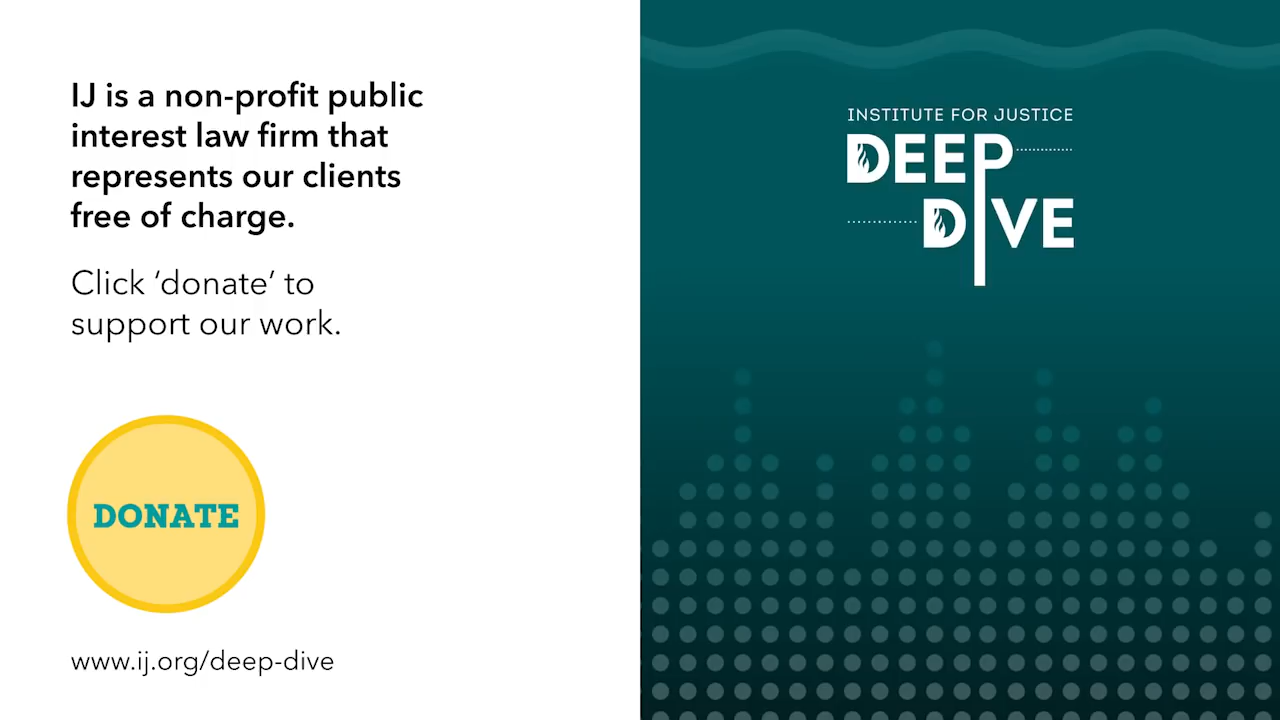 IJ is a non-profit public
interest law firm that
represents our clients
free of charge.
Click ‘donate’ to
support our work.
DONATE
www.ij.org/deep-dive
INSTITUTE FOR JUSTICE
DEEP
DIVE